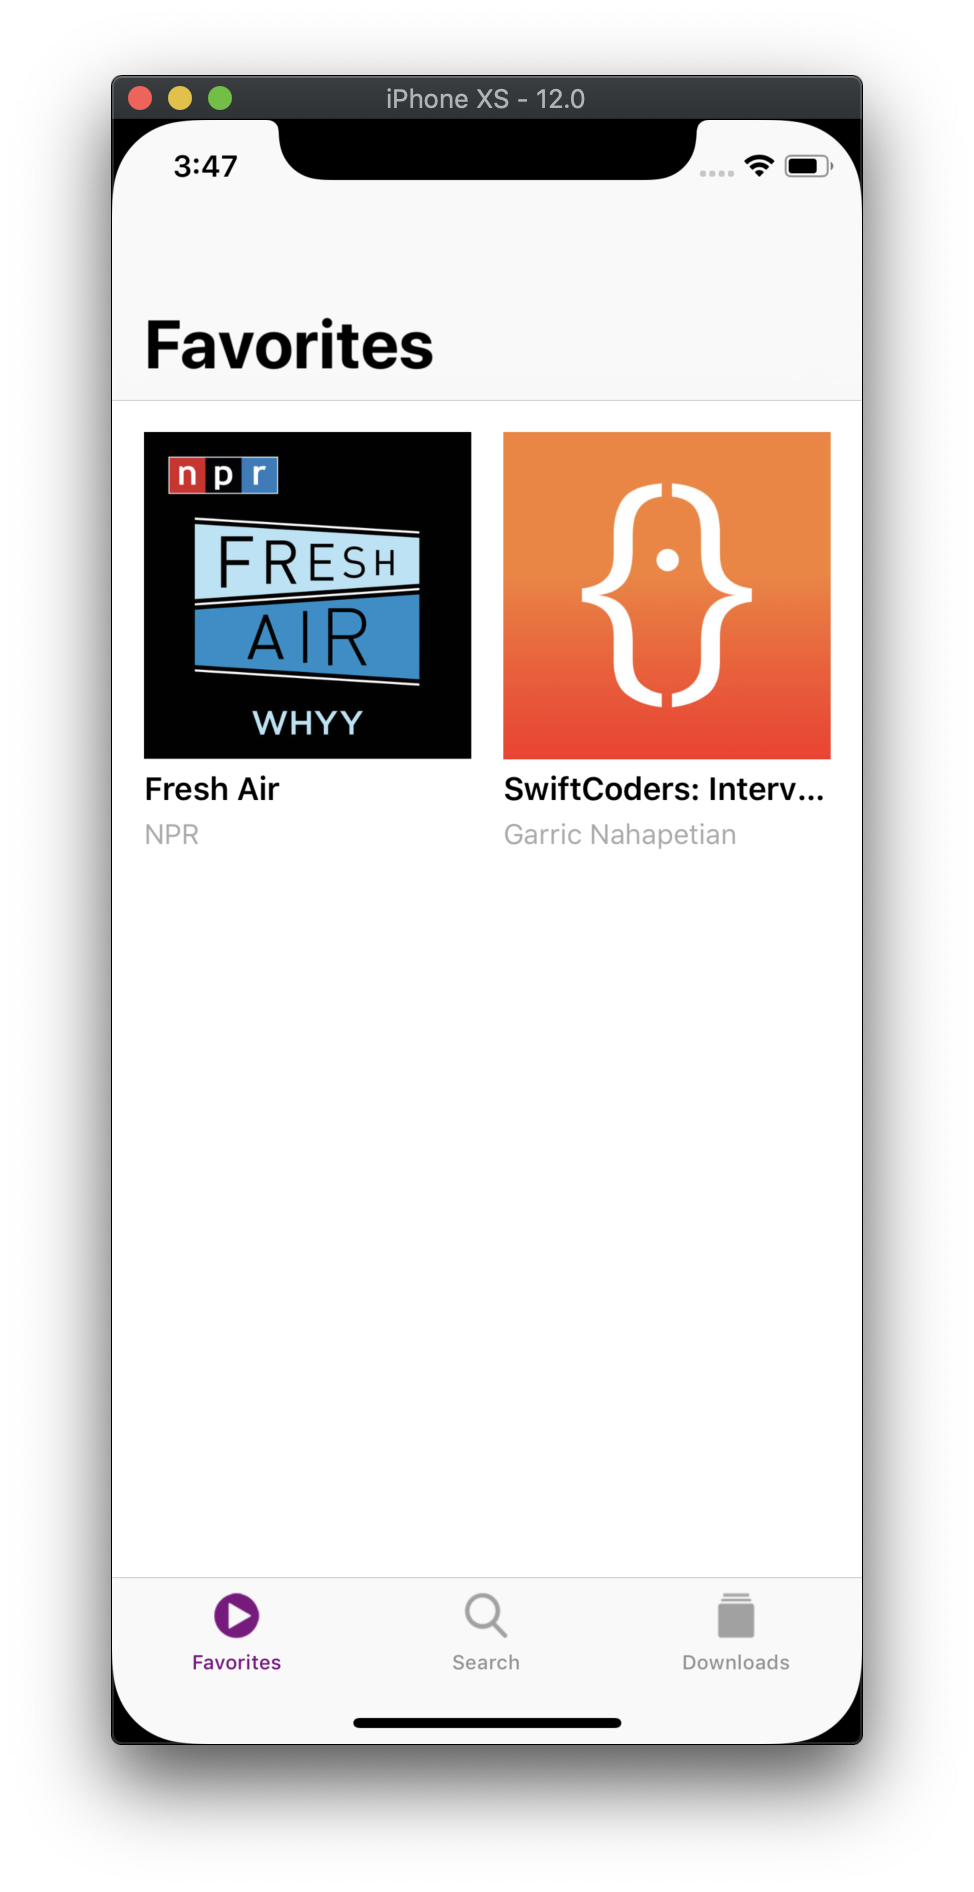 iPhone XS - 12.0
3:47
Favorites
npr
FRESH
AIR
WHYY
Fresh Air
NPR
SwiftCoders: Interv...
Garric Nahapetian
Favorites
Search
Downloads